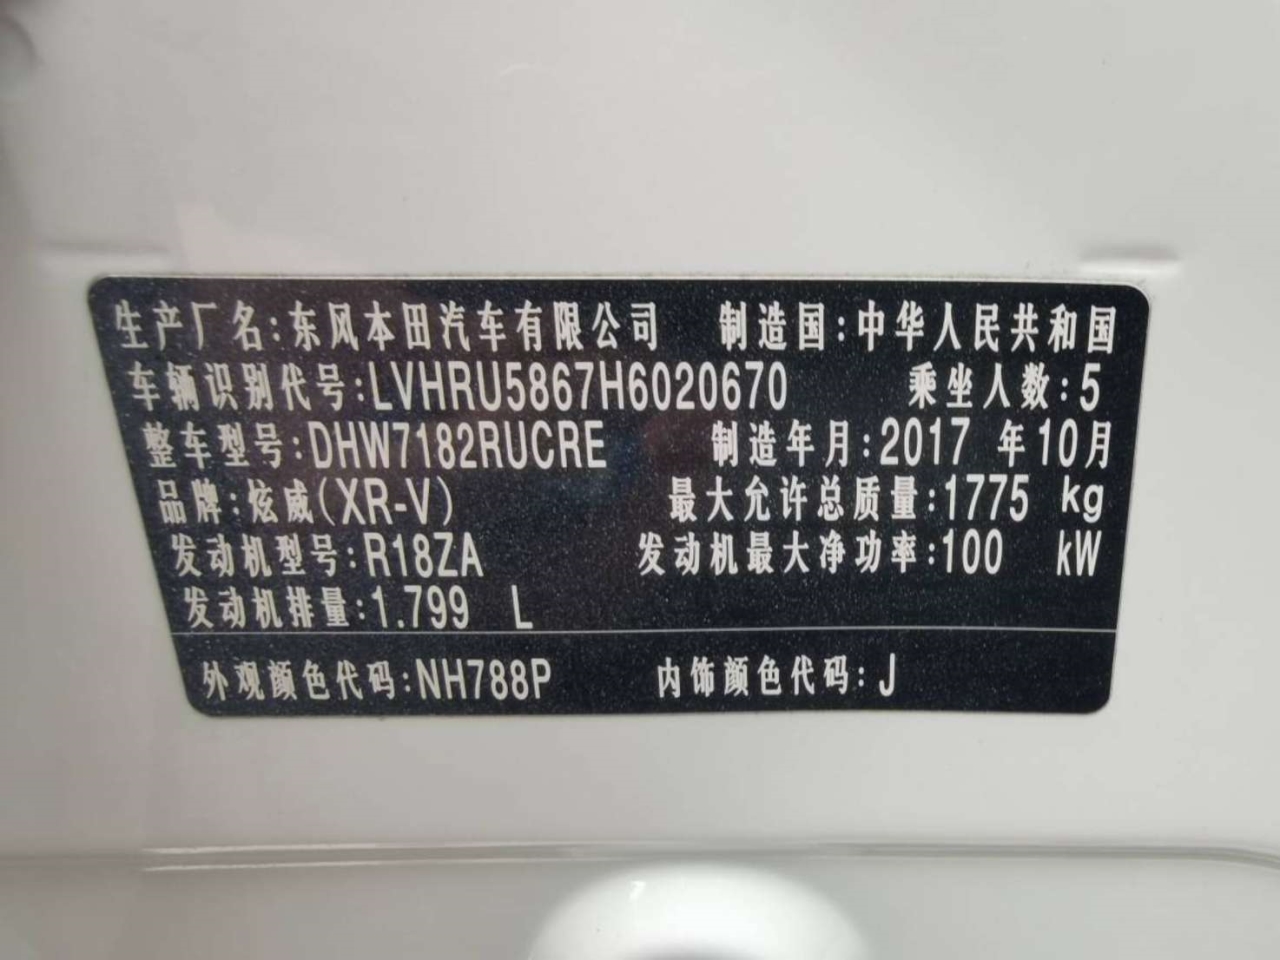 生产厂名:东风本田汽车有限公司 制造国:中华人民共和国
车辆识别代号:LVHRU5867H6020670 乘坐人数:5
整车型号:DHW7182RUCRE 制造年月:2017 年10月
品牌:炫威(XR-V) 最大允许总质量:1775 kg
发动机型号:R18ZA 发动机最大净功率:100 kW
发动机排量:1.799 L
外观颜色代码:NH788P 内饰颜色代码:J